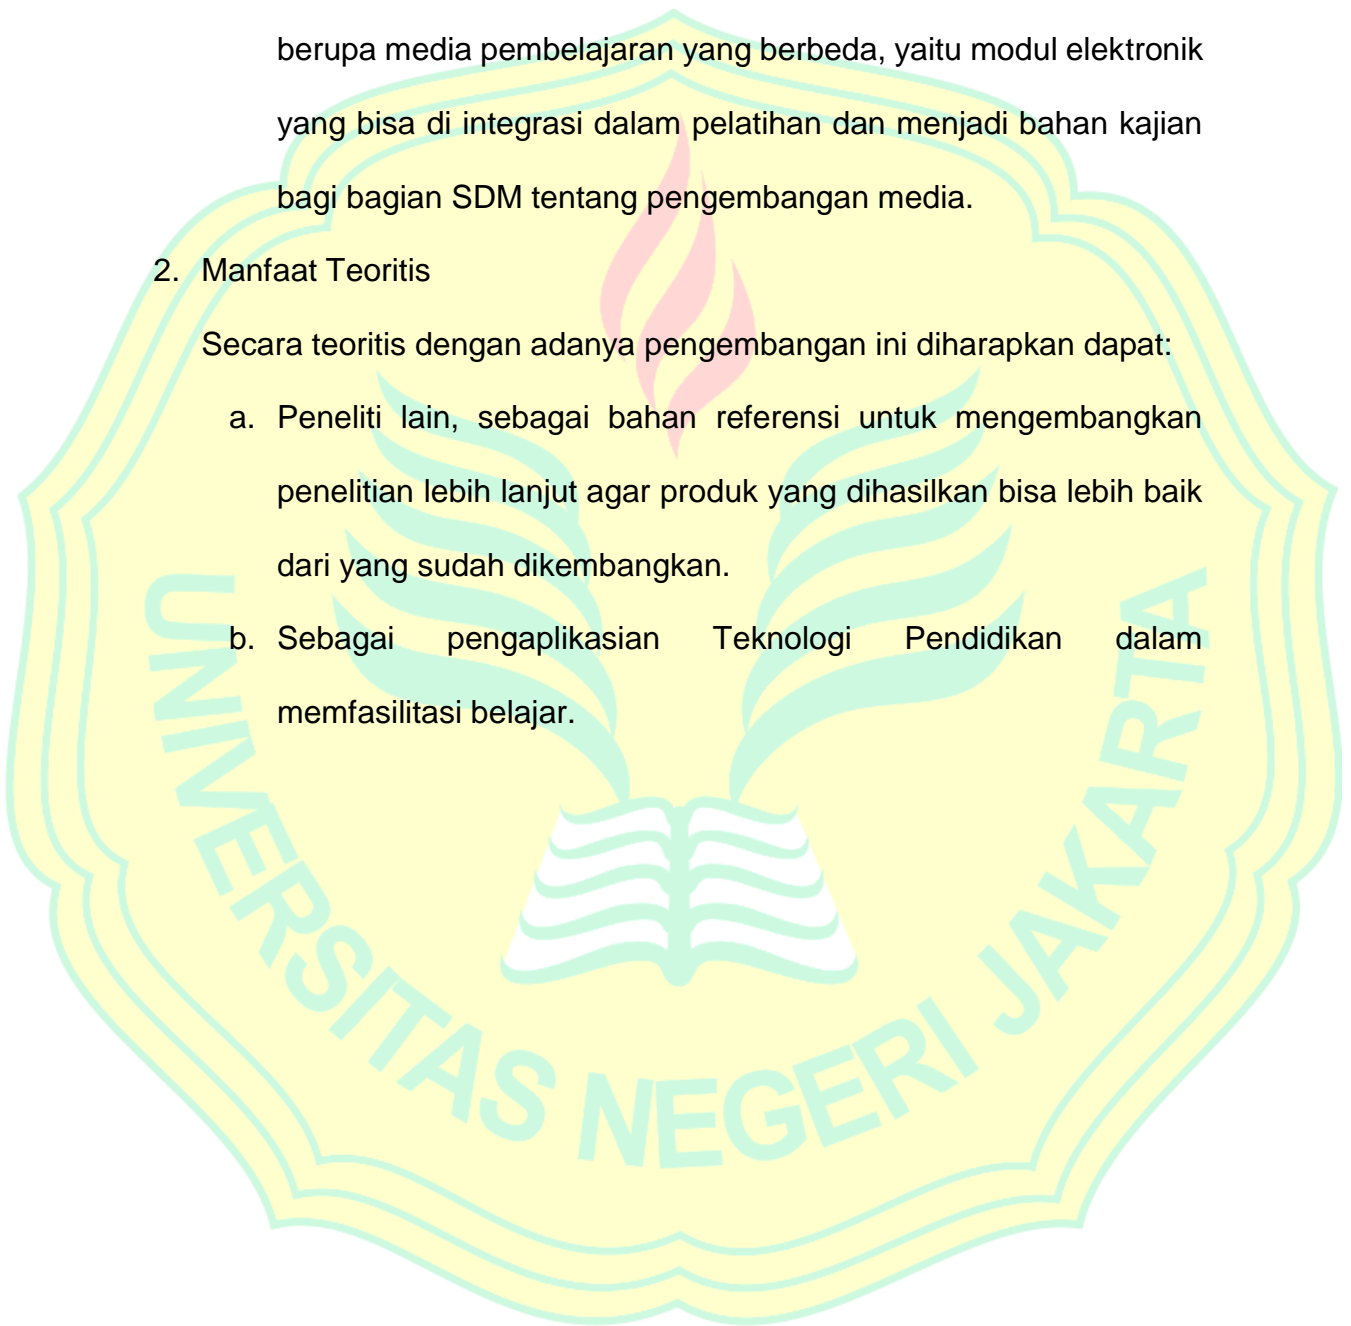 berupa media pembelajaran yang berbeda, yaitu modul elektronik
yang bisa di integrasi dalam pelatihan dan menjadi bahan kajian
bagi bagian SDM tentang pengembangan media.
2. Manfaat Teoritis
Secara teoritis dengan adanya pengembangan ini diharapkan dapat:
a. Peneliti lain, sebagai bahan referensi untuk mengembangkan
penelitian lebih lanjut agar produk yang dihasilkan bisa lebih baik
dari yang sudah dikembangkan.
b. Sebagai pengaplikasian Teknologi Pendidikan dalam
memfasilitasi belajar.
UNIVERSITAS NEGERI JAKARTA